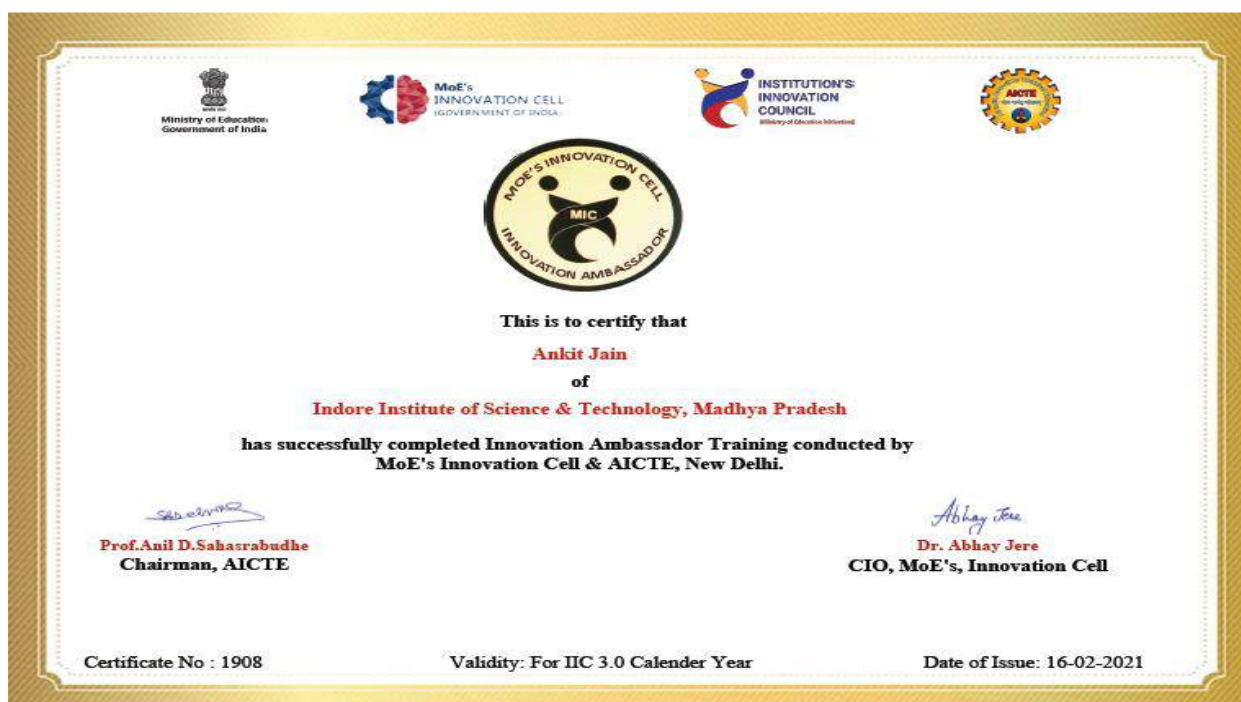 Ministry of Education
Government of India
MoE's
INNOVATION CELL
(GOVERNMENT OF INDIA)
INSTITUTION'S
INNOVATION
COUNCIL
(Ministry of Education Initiative)
AICTE
MOE'S INNOVATION CELL
MIC
INNOVATION AMBASSADOR
This is to certify that
Ankit Jain
of
Indore Institute of Science & Technology, Madhya Pradesh
has successfully completed Innovation Ambassador Training conducted by
MoE's Innovation Cell & AICTE, New Delhi.
Abhay Jere
Prof.Anil D.Sahasrabudhe
Chairman, AICTE
Dr. Abhay Jere
CIO, MoE's, Innovation Cell
Certificate No : 1908
Validity: For IIC 3.0 Calender Year
Date of Issue: 16-02-2021